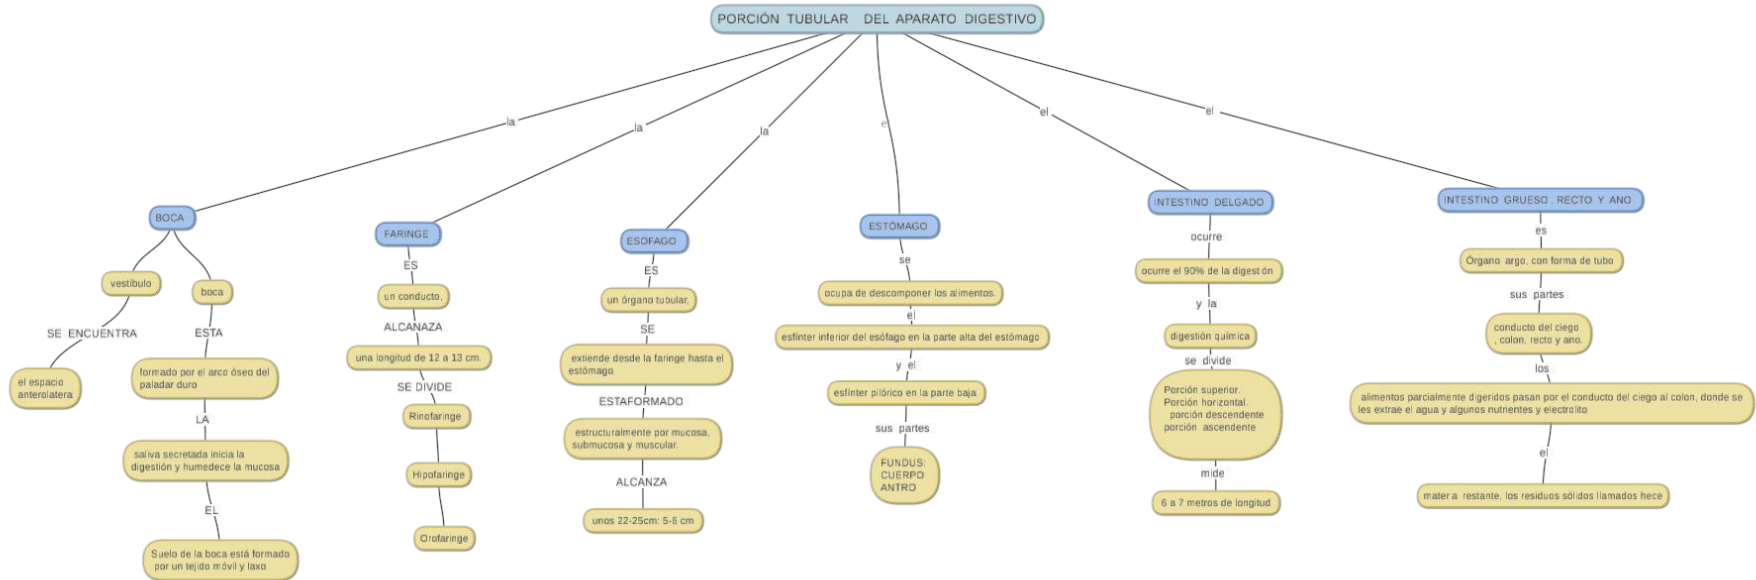 PORCIÓN TUBULAR DEL APARATO DIGESTIVO
la
la
la
e
el
el
BOCA
vestíbulo
SE ENCUENTRA
el espacio
anterolatera
boca
ESTA
formado por el arco óseo del
paladar duro
LA
saliva secretada inicia la
digestión y humedece la mucosa
EL
Suelo de la boca está formado
por un tejido móvil y laxo
FARINGE
ES
un conducto,
ALCANAZA
una longitud de 12 a 13 cm.
SE DIVIDE
Rinofaringe
Hipofaringe
Orofaringe
ESOFAGO
ES
un órgano tubular,
SE
extiende desde la faringe hasta el
estómago
ESTAFORMADO
estructuralmente por mucosa,
submucosa y muscular.
ALCANZA
unos 22-25cm: 5-6 cm
ESTÓMAGO
se
ocupa de descomponer los alimentos.
el
esfínter inferior del esófago en la parte alta del estómago
y el
esfínter pilórico en la parte baja
sus partes
FUNDUS:
CUERPO
ANTRO
INTESTINO DELGADO
ocurre
ocurre el 90% de la digestión
y la
digestión química
se divide
Porción superior.
Porción horizontal.
porción descendente
porción ascendente
mide
6 a 7 metros de longitud
INTESTINO GRUESO , RECTO Y ANO
es
Órgano argo, con forma de tubo
sus partes
conducto del ciego
, colon, recto y ano.
los
alimentos parcialmente digeridos pasan por el conducto del ciego al colon, donde se
les extrae el agua y algunos nutrientes y electrolito
el
mater a restante, los residuos sólidos llamados hece